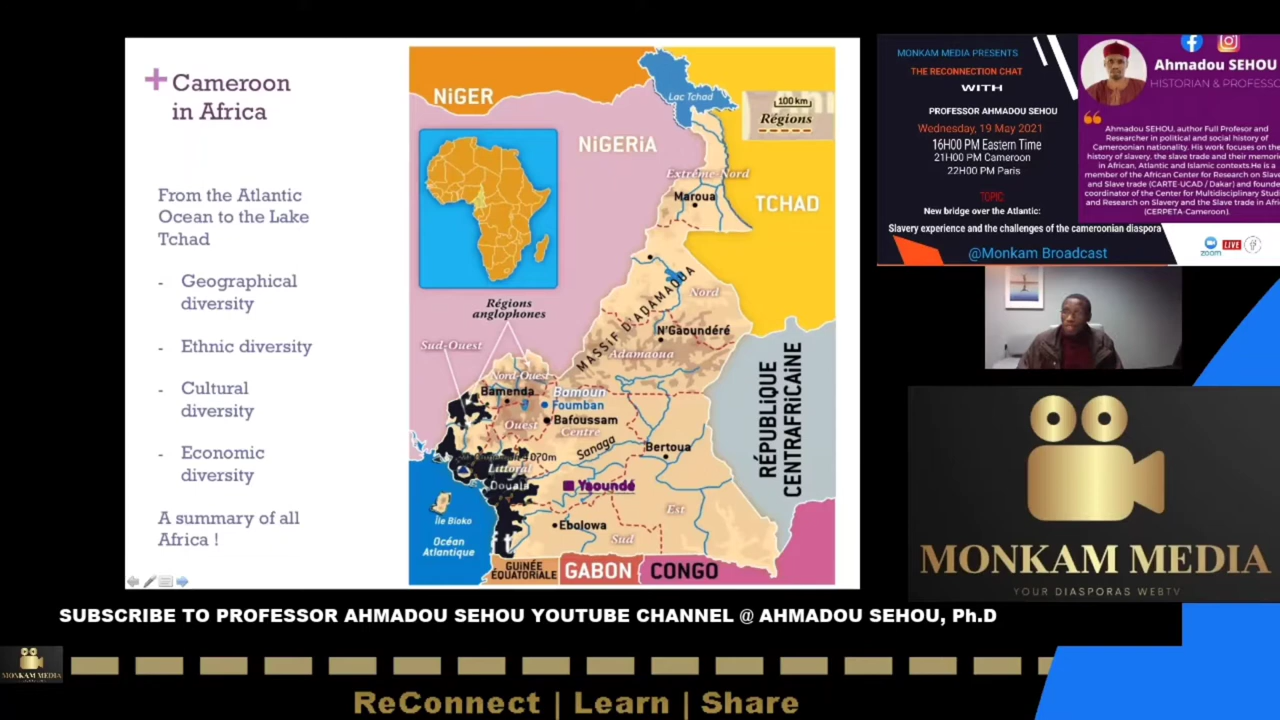 + Cameroon
in Africa
From the Atlantic
Ocean to the Lake
Tchad
- Geographical
diversity
- Ethnic diversity
- Cultural
diversity
- Economic
diversity
A summary of all
Africa !
NiGER
Lac Tchad
100 km
Régions
NiGERiA
Extrême-Nord
Maroua
TCHAD
MASSIF D'ADAMAOUA
Nord
Régions
anglophones
N'Gaoundéré
Adamaoua
Sud-Ouest
Nord-Ouest
Bamenda
Bamoun
Foumban
Bafoussam
Ouest
Centre
Sanaga
Bertoua
RÉPUBLiQUE
CENTRAFRiCAiNE
Littoral
Douala
Yaoundé
Île Bioko
Océan
Atlantique
Ebolowa
Est
Sud
GUiNÉE
ÉQUATORIALE
GABON
CONGO
MONKAM MEDIA PRESENTS
THE RECONNECTION CHAT
WITH
PROFESSOR AHMADOU SEHOU
Wednesday, 19 May 2021
16H00 PM Eastern Time
21H00 PM Cameroon
22H00 PM Paris
TOPIC:
New bridge over the Atlantic:
Slavery experience and the challenges of the cameroonian diaspora
@Monkam Broadcast
Ahmadou SEHOU
HISTORIAN & PROFESSO
Ahmadou SEHOU, author Full Profesor and
Researcher in political and social history of
Cameroonian nationality. His work focuses on the
history of slavery, the slave trade and their memori
in African, Atlantic and Islamic contexts.He is a
member of the African Center for Research on Slave
and Slave trade (CARTE-UCAD / Dakar) and founde
coordinator of the Center for Multidisciplinary Studi
and Research on Slavery and the Slave trade in Afri
(CERPETA-Cameroon).
zoom
LIVE
MONKAM MEDIA
YOUR DIASPORAS WEBTV
SUBSCRIBE TO PROFESSOR AHMADOU SEHOU YOUTUBE CHANNEL @ AHMADOU SEHOU, Ph.D
MONKAM MEDIA
ReConnect | Learn | Share